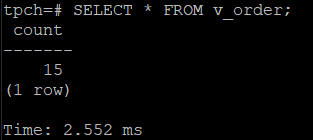 tpch=# SELECT * FROM v_order;
 count
-------
    15
(1 row)

Time: 2.552 ms